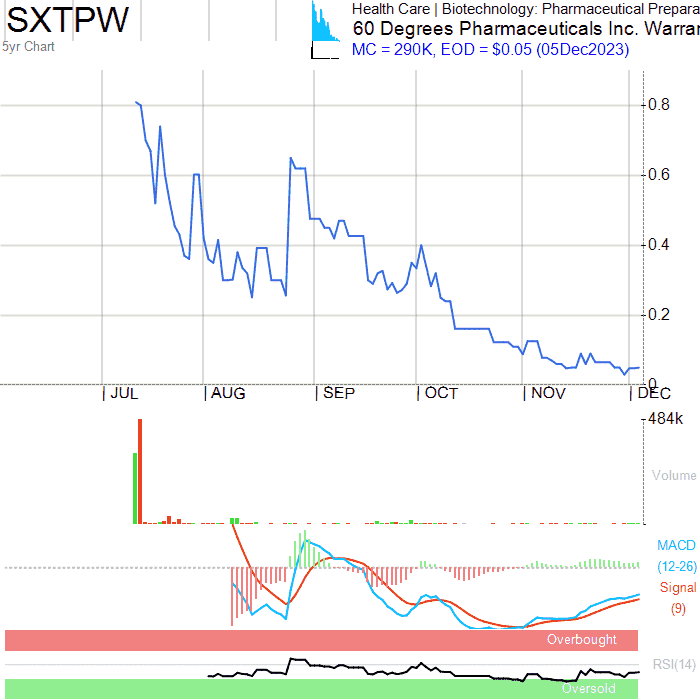 SXTPW
5yr Chart
Health Care | Biotechnology: Pharmaceutical Prepara
60 Degrees Pharmaceuticals Inc. Warran
MC = 290K, EOD = $0.05 (05Dec2023)
0.8
0.6
0.4
0.2
0
JUL
AUG
SEP
OCT
NOV
DEC
484k
Volume
MACD
(12-26)
Signal
(9)
Overbought
RSI(14)
Oversold